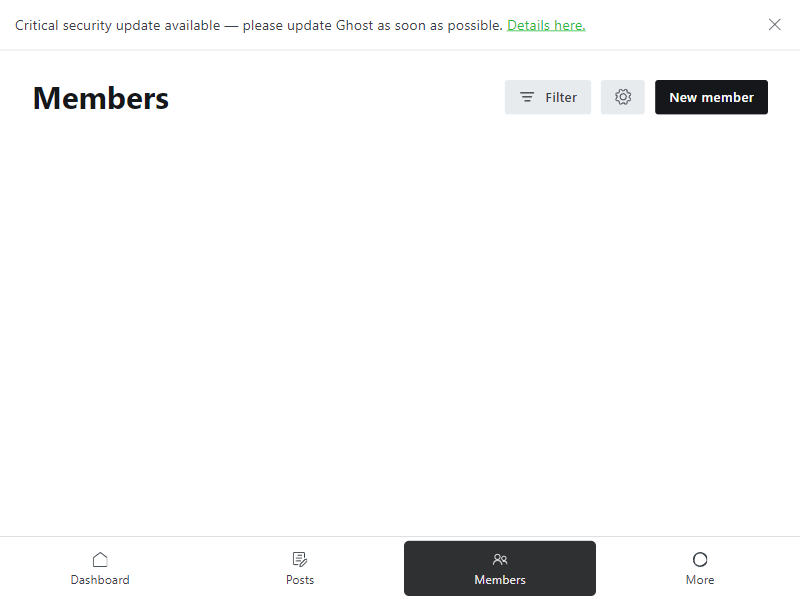 Critical security update available — please update Ghost as soon as possible. Details here.
Members
Filter
New member
Dashboard
Posts
Members
More